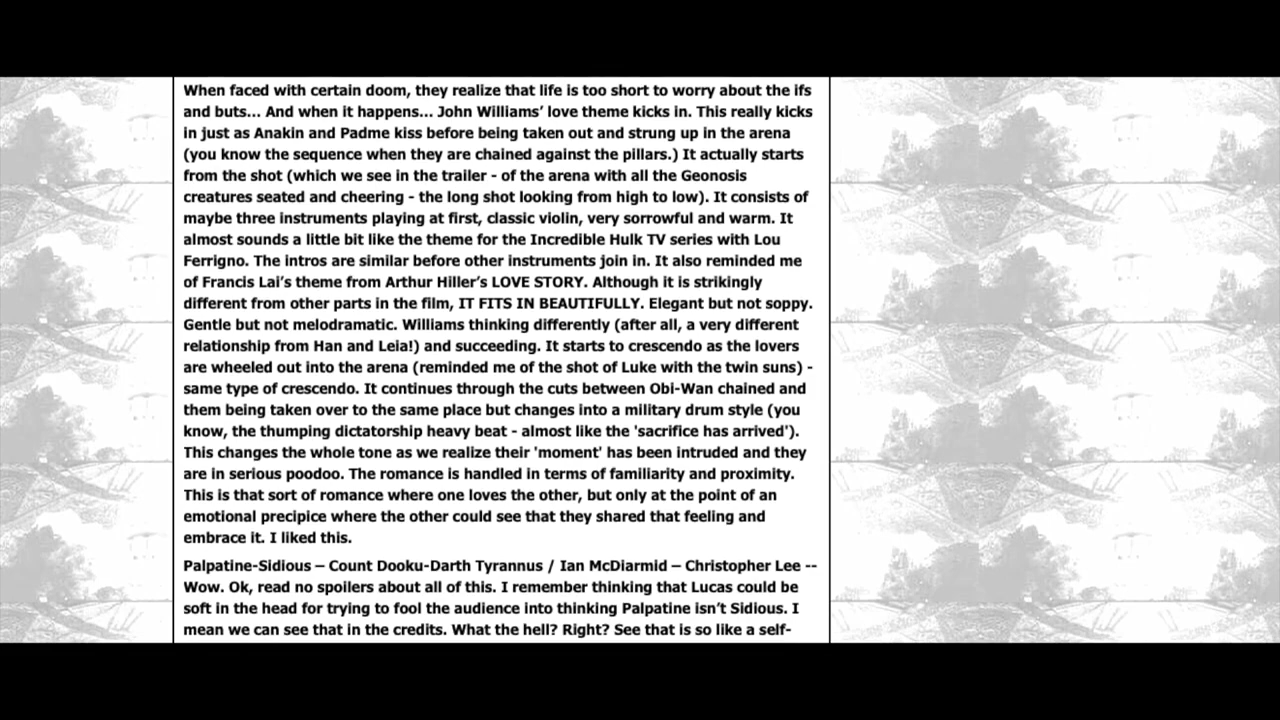 When faced with certain doom, they realize that life is too short to worry about the ifs
and buts... And when it happens... John Williams’ love theme kicks in. This really kicks
in just as Anakin and Padme kiss before being taken out and strung up in the arena
(you know the sequence when they are chained against the pillars.) It actually starts
from the shot (which we see in the trailer - of the arena with all the Geonosis
creatures seated and cheering - the long shot looking from high to low). It consists of
maybe three instruments playing at first, classic violin, very sorrowful and warm. It
almost sounds a little bit like the theme for the Incredible Hulk TV series with Lou
Ferrigno. The intros are similar before other instruments join in. It also reminded me
of Francis Lai’s theme from Arthur Hiller’s LOVE STORY. Although it is strikingly
different from other parts in the film, IT FITS IN BEAUTIFULLY. Elegant but not soppy.
Gentle but not melodramatic. Williams thinking differently (after all, a very different
relationship from Han and Leia!) and succeeding. It starts to crescendo as the lovers
are wheeled out into the arena (reminded me of the shot of Luke with the twin suns) -
same type of crescendo. It continues through the cuts between Obi-Wan chained and
them being taken over to the same place but changes into a military drum style (you
know, the thumping dictatorship heavy beat - almost like the 'sacrifice has arrived').
This changes the whole tone as we realize their 'moment' has been intruded and they
are in serious poodoo. The romance is handled in terms of familiarity and proximity.
This is that sort of romance where one loves the other, but only at the point of an
emotional precipice where the other could see that they shared that feeling and
embrace it. I liked this.
Palpatine-Sidious – Count Dooku-Darth Tyrannus / Ian McDiarmid – Christopher Lee --
Wow. Ok, read no spoilers about all of this. I remember thinking that Lucas could be
soft in the head for trying to fool the audience into thinking Palpatine isn’t Sidious. I
mean we can see that in the credits. What the hell? Right? See that is so like a self-